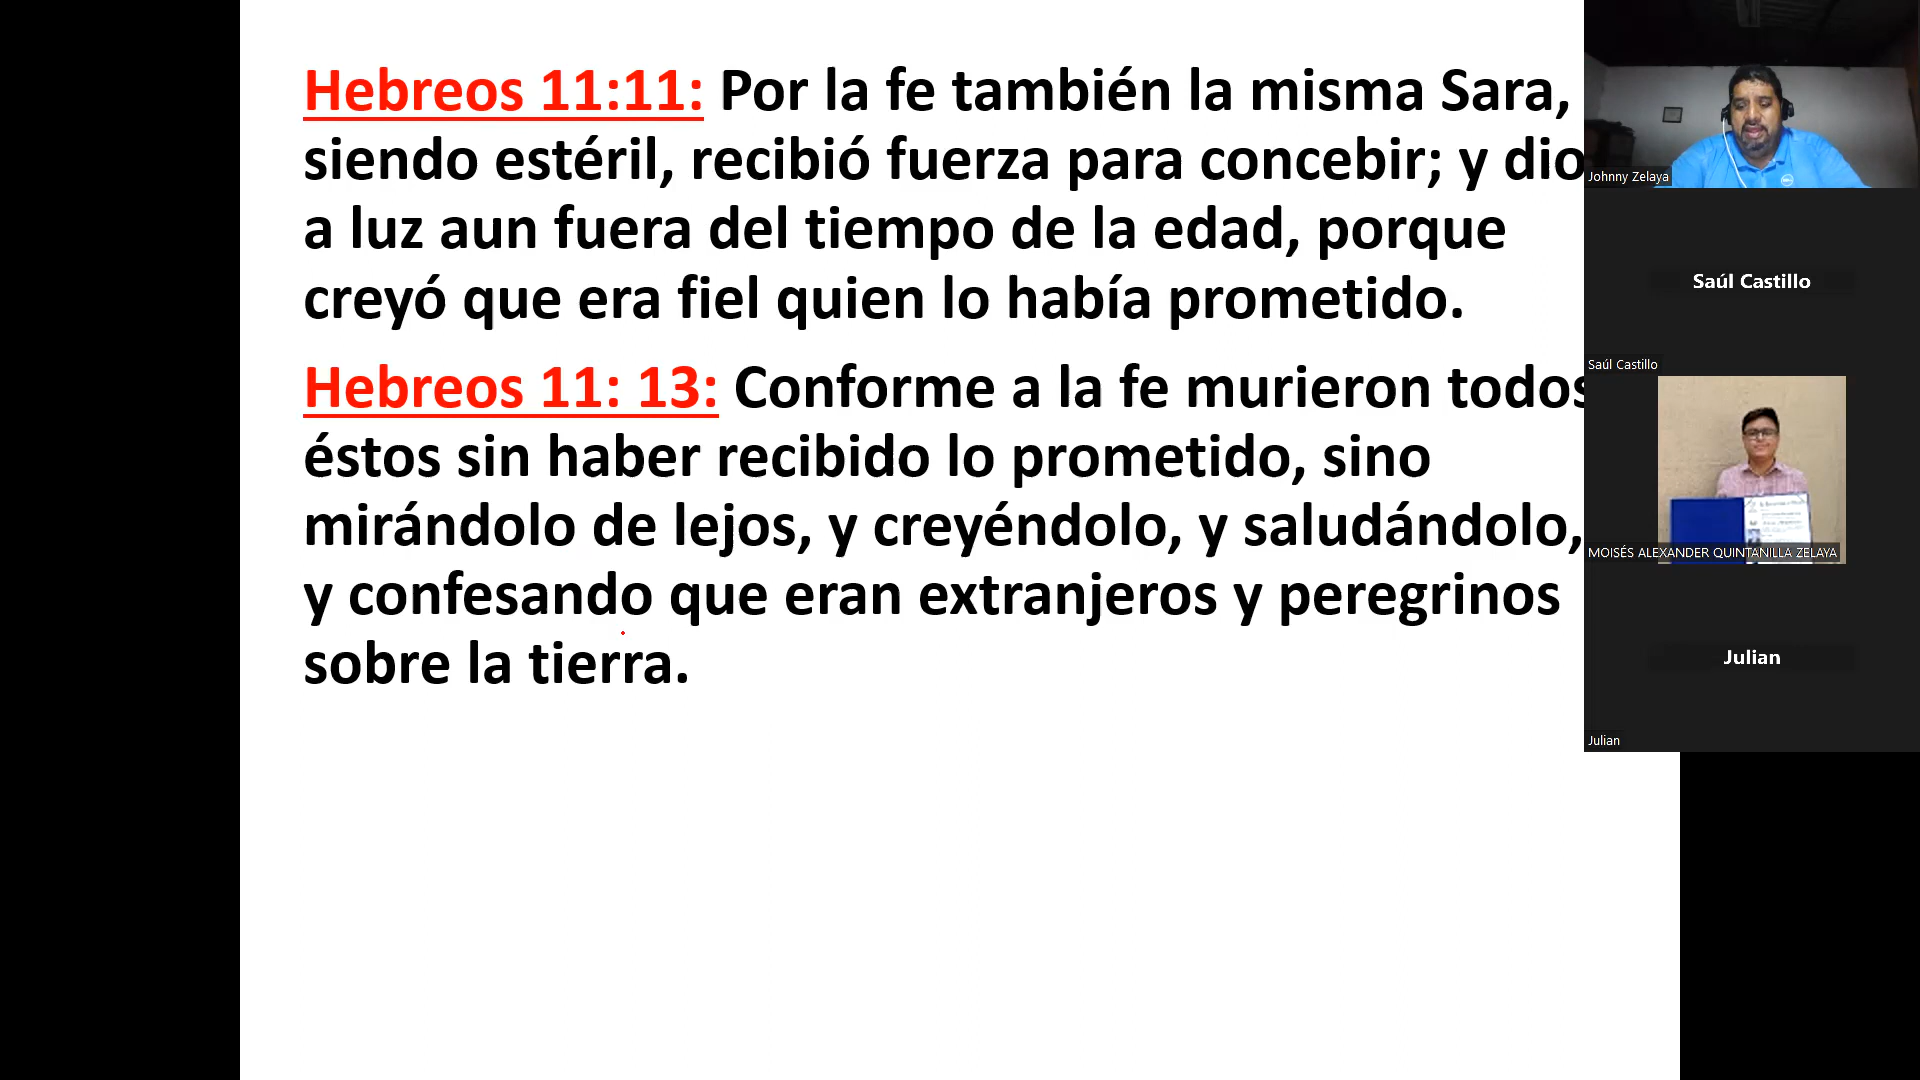 Hebreos 11:11: Por la fe también la misma Sara,
siendo estéril, recibió fuerza para concebir; y dio
a luz aun fuera del tiempo de la edad, porque
creyó que era fiel quien lo había prometido.
Hebreos 11: 13: Conforme a la fe murieron todos
éstos sin haber recibido lo prometido, sino
mirándolo de lejos, y creyéndolo, y saludándolo,
y confesando que eran extranjeros y peregrinos
sobre la tierra.
Johnny Zelaya
Saúl Castillo
Saúl Castillo
MOISÉS ALEXANDER QUINTANILLA ZELAYA
Julian
Julian